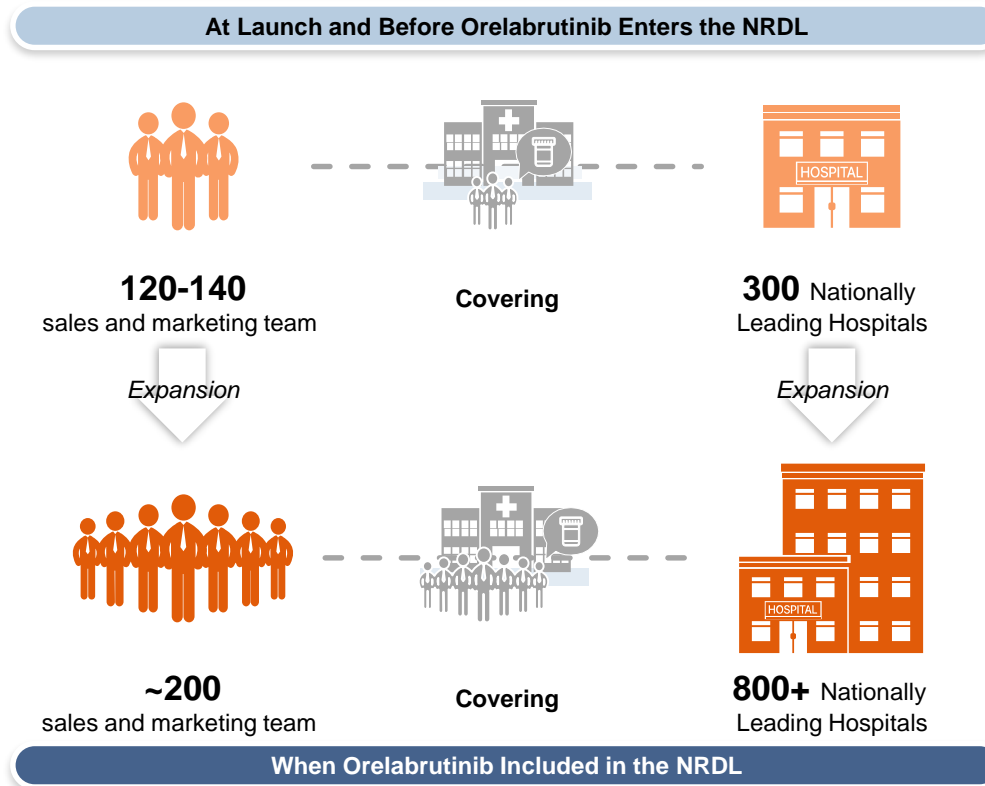 At Launch and Before Orelabrutinib Enters the NRDL
HOSPITAL
120-140
sales and marketing team
Covering
300 Nationally
Leading Hospitals
Expansion
Expansion
HOSPITAL
~200
sales and marketing team
Covering
800+ Nationally
Leading Hospitals
When Orelabrutinib Included in the NRDL